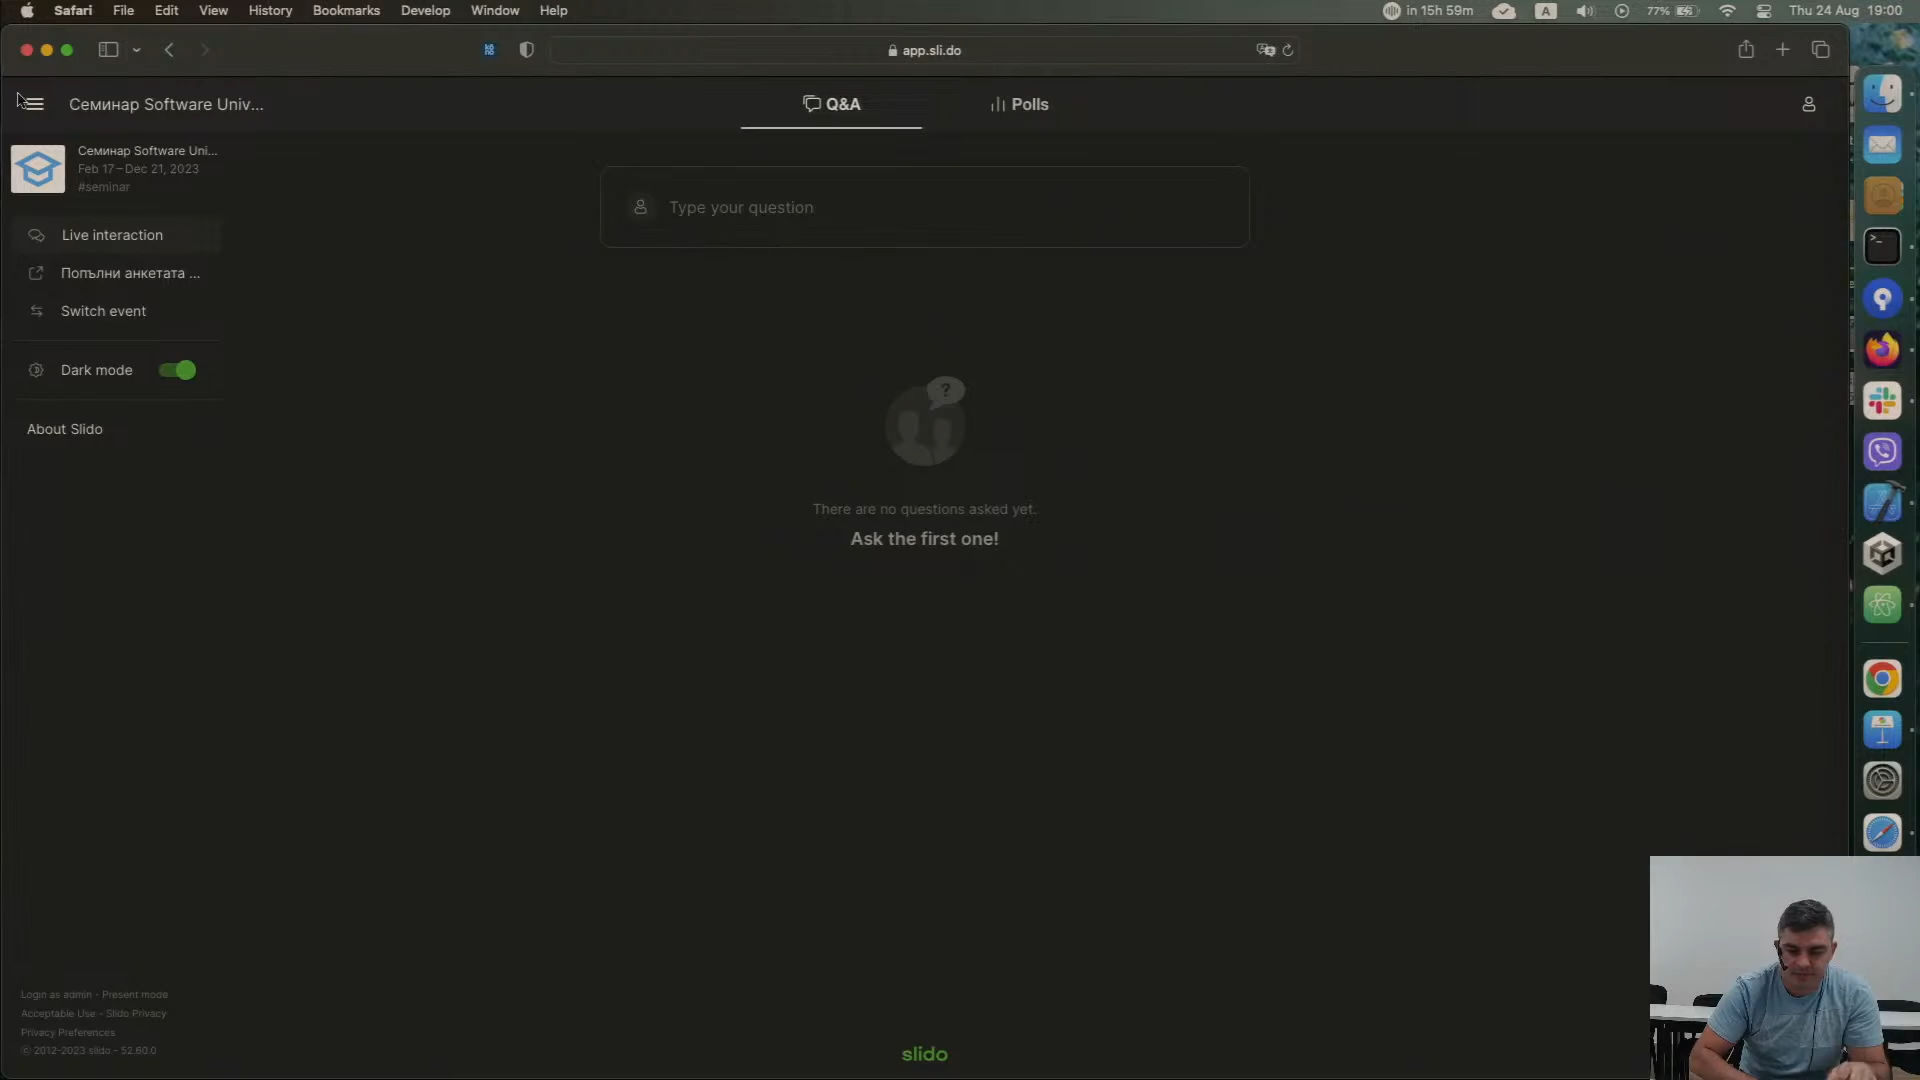 Safari File Edit View History Bookmarks Develop Window Help
in 15h 59m A 77% Thu 24 Aug 19:00
app.sli.do
Семинар Software Univ...
Q&A
Polls
Семинар Software Uni...
Feb 17 – Dec 21, 2023
#seminar
Type your question
Live interaction
Попълни анкетата ...
Switch event
Dark mode
About Slido
?
There are no questions asked yet.
Ask the first one!
Login as admin - Present mode
Acceptable Use - Slido Privacy
Privacy Preferences
© 2012-2023 slido - 52.60.0
slido